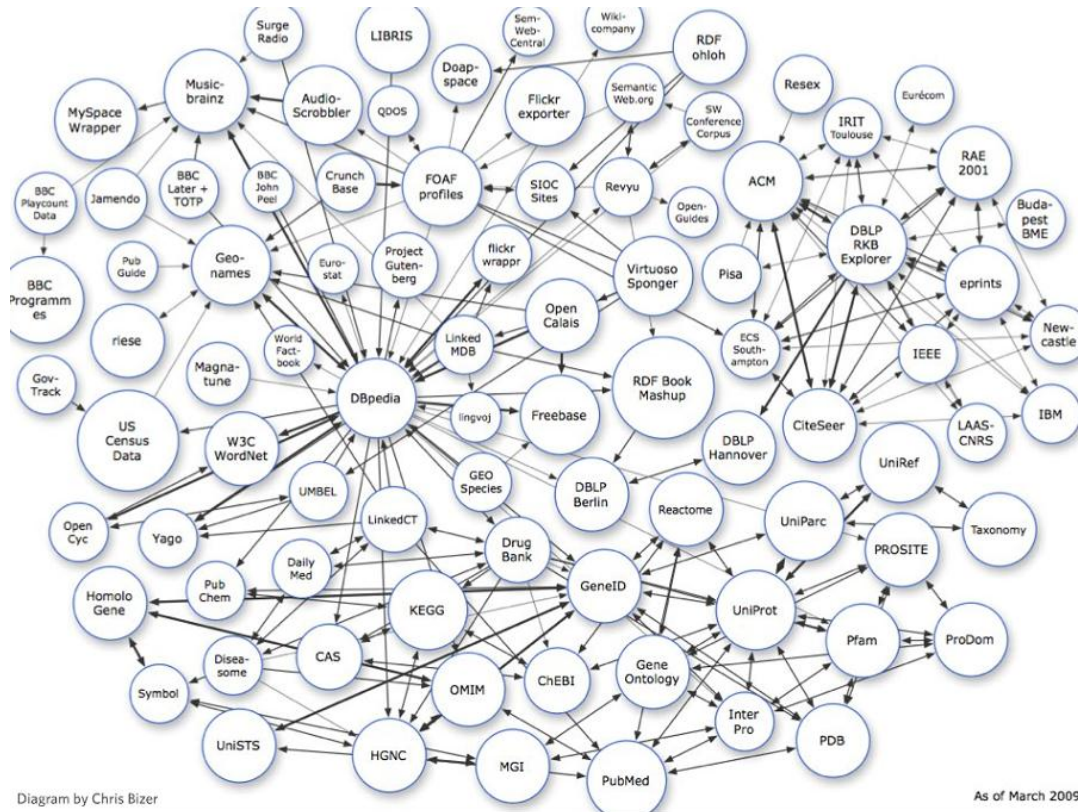 Surge
Radio
LIBRIS
Sem-
Web-
Central
Wiki-
company
RDF
ohloh
Doap-
space
Music-
brainz
MySpace
Wrapper
Audio-
Scrobbler
QDOS
Flickr
exporter
Semantic
Web.org
SW
Conference
Corpus
Resex
IRIT
Toulouse
Eurécom
RAE
2001
ACM
BBC
Playcount
Data
Jamendo
BBC
Later +
TOTP
BBC
John
Peel
Crunch
Base
FOAF
profiles
SIOC
Sites
Revyu
Open-
Guides
DBLP
RKB
Explorer
Buda-
pest
BME
Pub
Guide
Geo-
names
Euro-
stat
Project
Guten-
berg
flickr
wrappr
Virtuoso
Sponger
Pisa
eprints
BBC
Programm
es
riese
World
Fact-
book
Linked
MDB
Open
Calais
ECS
South-
ampton
IEEE
New-
castle
Gov-
Track
Magna-
tune
DBpedia
lingvoj
Freebase
RDF Book
Mashup
CiteSeer
LAAS-
CNRS
IBM
US
Census
Data
W3C
WordNet
DBLP
Hannover
UniRef
UMBEL
GEO
Species
DBLP
Berlin
Reactome
UniParc
Taxonomy
Open
Cyc
Yago
LinkedCT
Drug
Bank
PROSITE
Daily
Med
Pub
Chem
Homolo
Gene
KEGG
GeneID
UniProt
Pfam
ProDom
Disea-
some
CAS
ChEBI
Gene
Ontology
Symbol
OMIM
Inter
Pro
UniSTS
HGNC
MGI
PubMed
PDB
Diagram by Chris Bizer
As of March 2009